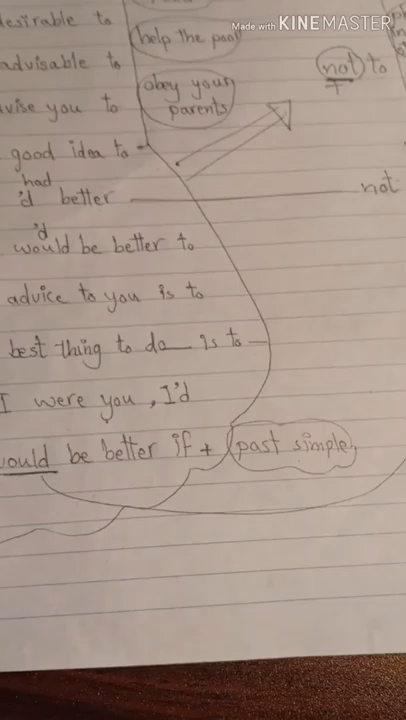 desirable to
help the poor
advisable to
obey your
parents
not to
vise you to
good idea to
had
'd better not
'd
would be better to
advice to you is to
best thing to do is to
I were you, I'd
ould be better if + past simple
Made with KINEMASTER